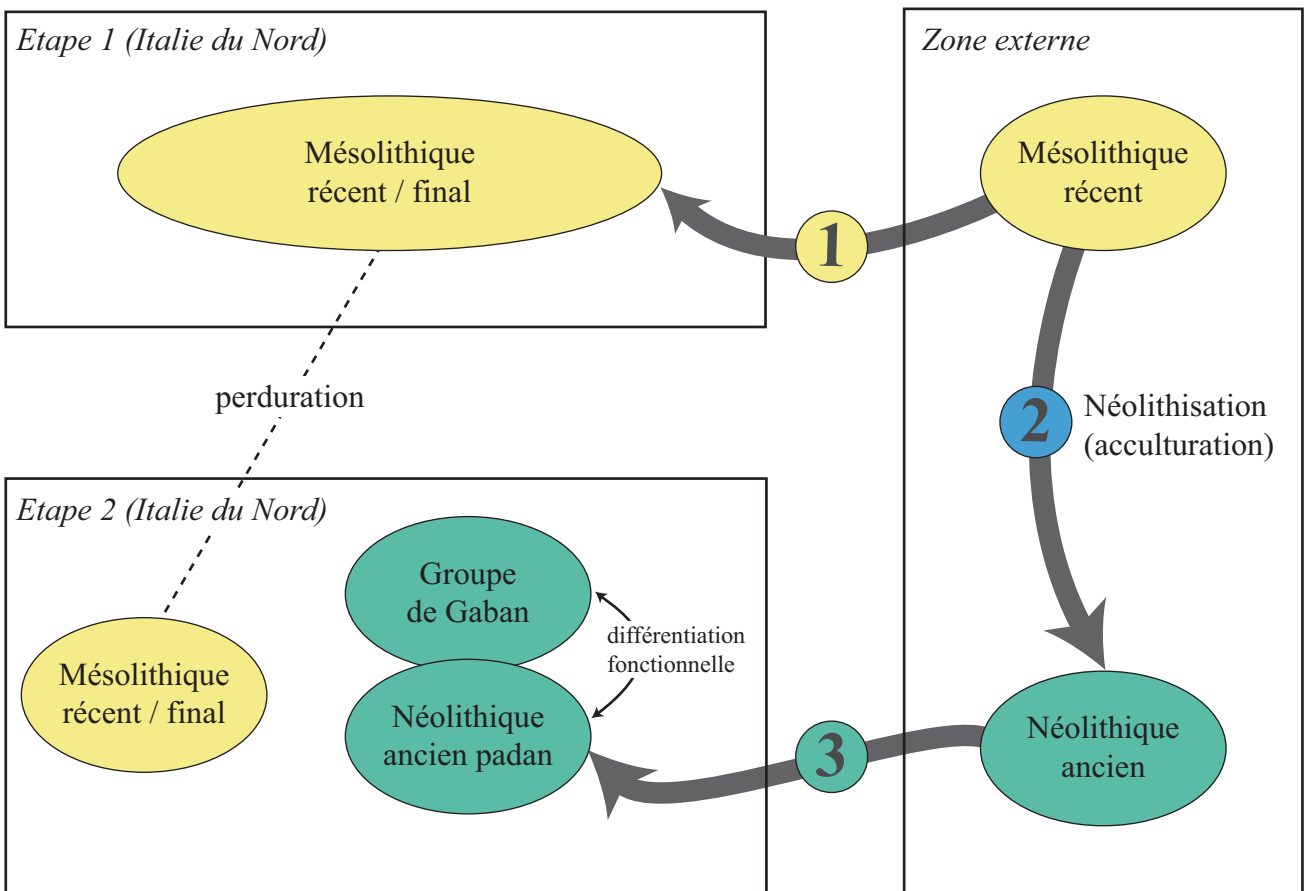 Etape 1 (Italie du Nord)
Zone externe
Mésolithique
récent / final
Mésolithique
récent
1
perduration
2
Néolithisation
(acculturation)
Etape 2 (Italie du Nord)
Groupe
de Gaban
différentiation
fonctionnelle
Mésolithique
récent / final
Néolithique
ancien padan
3
Néolithique
ancien